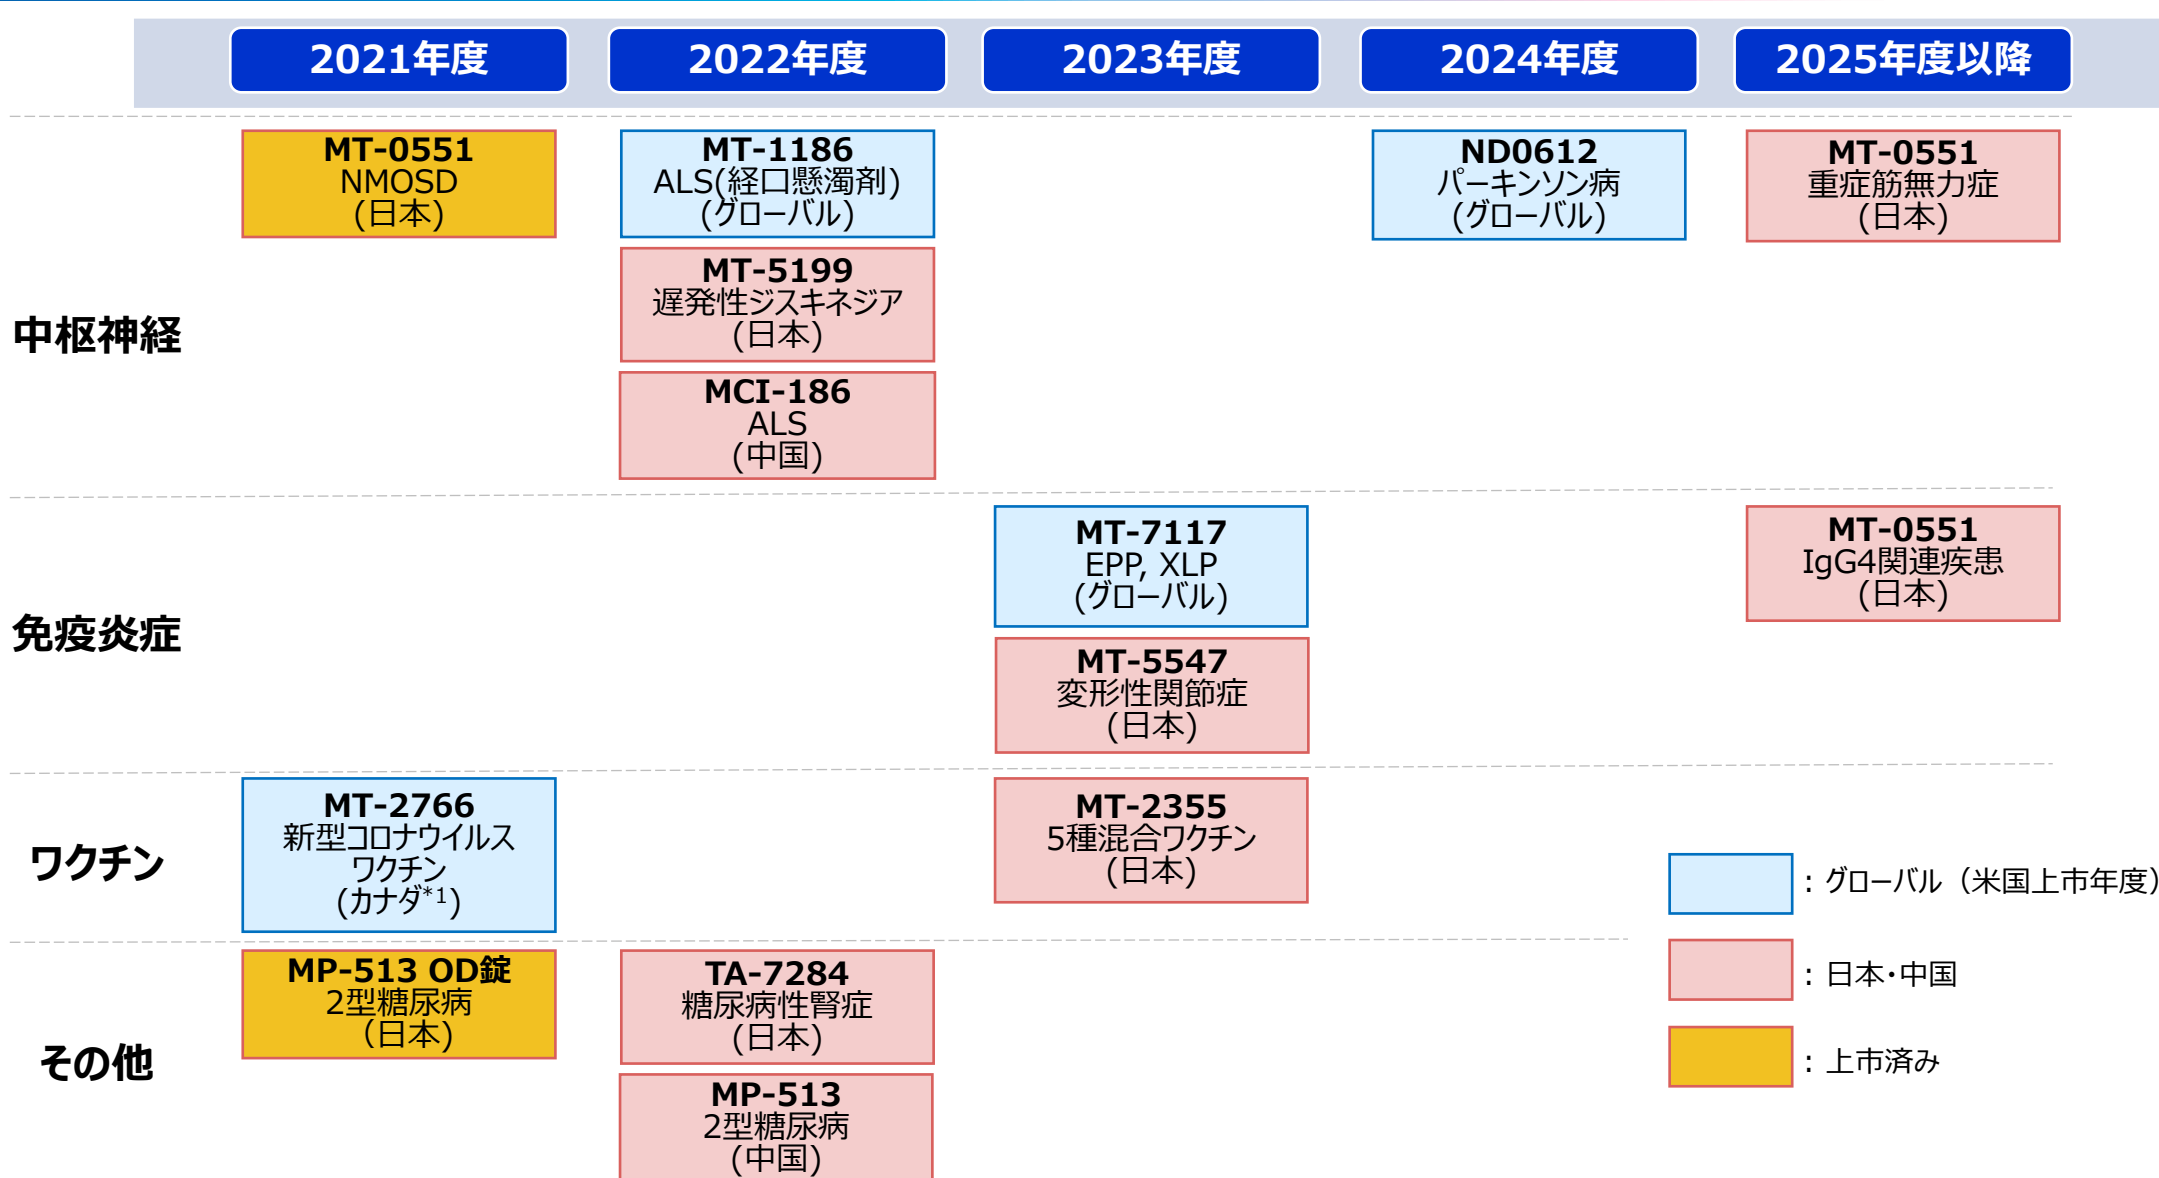 2021年度
2022年度
2023年度
2024年度
2025年度以降
中枢神経
MT-0551
NMOSD
(日本)
MT-1186
ALS(経口懸濁剤)
(グローバル)
MT-5199
遅発性ジスキネジア
(日本)
MCI-186
ALS
(中国)
ND0612
パーキンソン病
(グローバル)
MT-0551
重症筋無力症
(日本)
免疫炎症
MT-7117
EPP, XLP
(グローバル)
MT-5547
変形性関節症
(日本)
MT-0551
IgG4関連疾患
(日本)
ワクチン
MT-2766
新型コロナウイルス
ワクチン
(カナダ*1)
MT-2355
5種混合ワクチン
(日本)
その他
MP-513 OD錠
2型糖尿病
(日本)
TA-7284
糖尿病性腎症
(日本)
MP-513
2型糖尿病
(中国)
：グローバル（米国上市年度）
：日本・中国
：上市済み